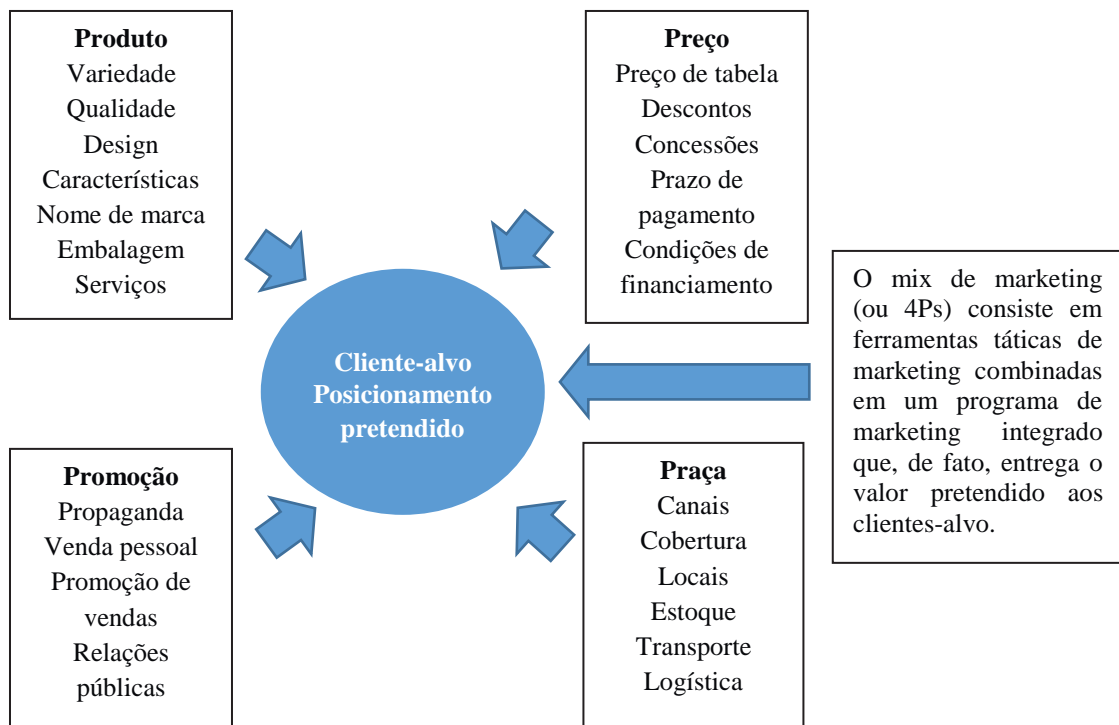 Produto
Variedade
Qualidade
Design
Características
Nome de marca
Embalagem
Serviços
Preço
Preço de tabela
Descontos
Concessões
Prazo de
pagamento
Condições de
financiamento
Cliente-alvo
Posicionamento
pretendido
O mix de marketing
(ou 4Ps) consiste em
ferramentas táticas de
marketing combinadas
em um programa de
marketing integrado
que, de fato, entrega o
valor pretendido aos
clientes-alvo.
Promoção
Propaganda
Venda pessoal
Promoção de
vendas
Relações
públicas
Praça
Canais
Cobertura
Locais
Estoque
Transporte
Logística